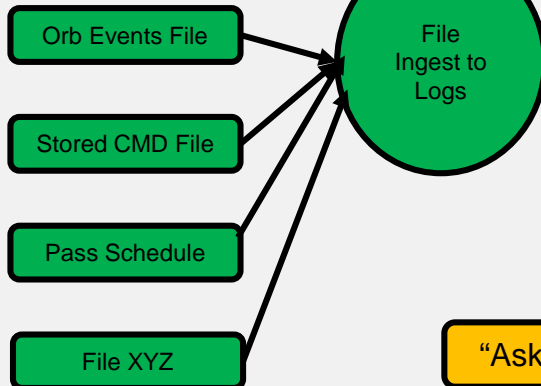 Orb Events File
File
Ingest to
Logs
Stored CMD File
Pass Schedule
File XYZ
“Ask